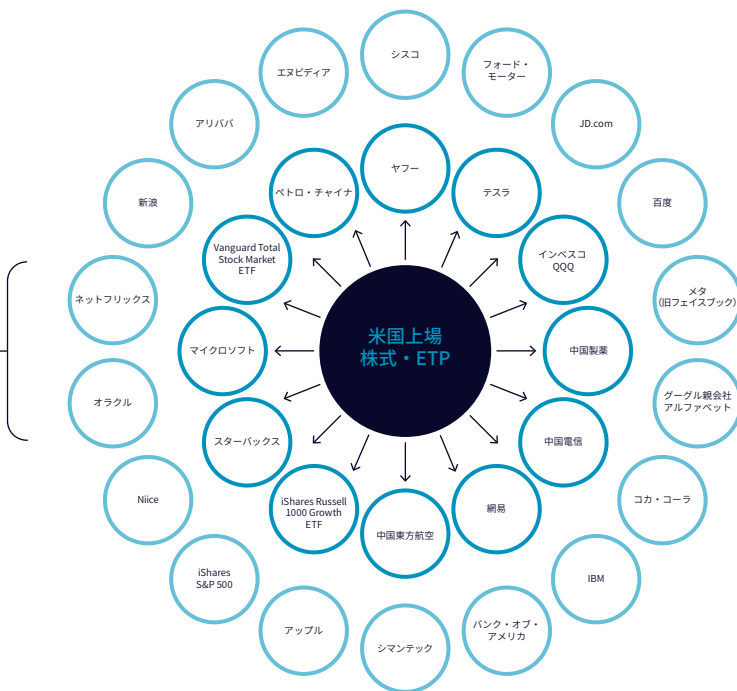 シスコ
エヌビディア
フォード・
モーター
アリババ
JD.com
ヤフー
ペトロ・チャイナ
テスラ
新浪
百度
Vanguard Total
Stock Market
ETF
インベスコ
QQQ
ネットフリックス
メタ
(旧フェイスブック)
米国上場
株式・ETP
マイクロソフト
中国製薬
オラクル
グーグル親会社
アルファベット
スターバックス
中国電信
Niice
iShares Russell
1000 Growth
ETF
網易
コカ・コーラ
中国東方航空
iShares
S&P 500
IBM
アップル
バンク・オブ・
アメリカ
シマンテック